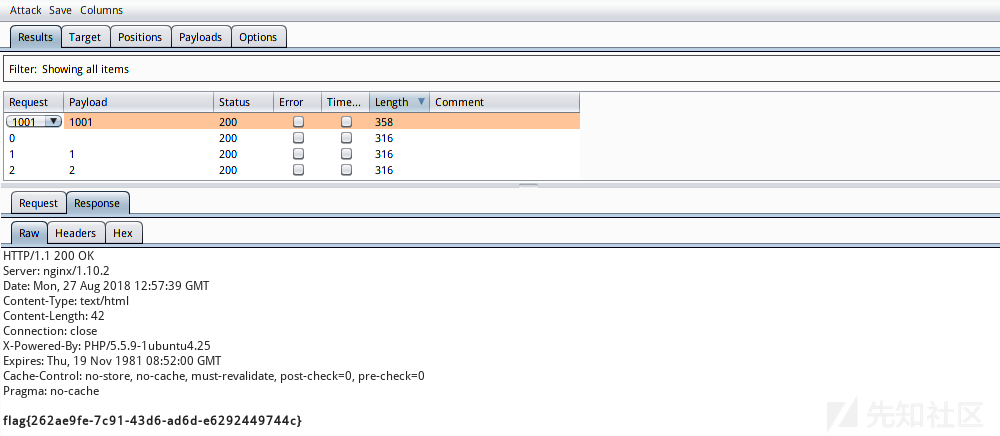 Attack Save Columns
Results Target Positions Payloads Options
Filter: Showing all items
Request Payload Status Error Time... Length Comment
1001 1001 200 358
0 200 316
1 1 200 316
2 2 200 316
Request Response
Raw Headers Hex
HTTP/1.1 200 OK
Server: nginx/1.10.2
Date: Mon, 27 Aug 2018 12:57:39 GMT
Content-Type: text/html
Content-Length: 42
Connection: close
X-Powered-By: PHP/5.5.9-1ubuntu4.25
Expires: Thu, 19 Nov 1981 08:52:00 GMT
Cache-Control: no-store, no-cache, must-revalidate, post-check=0, pre-check=0
Pragma: no-cache
flag{262ae9fe-7c91-43d6-ad6d-e6292449744c}
先知社区